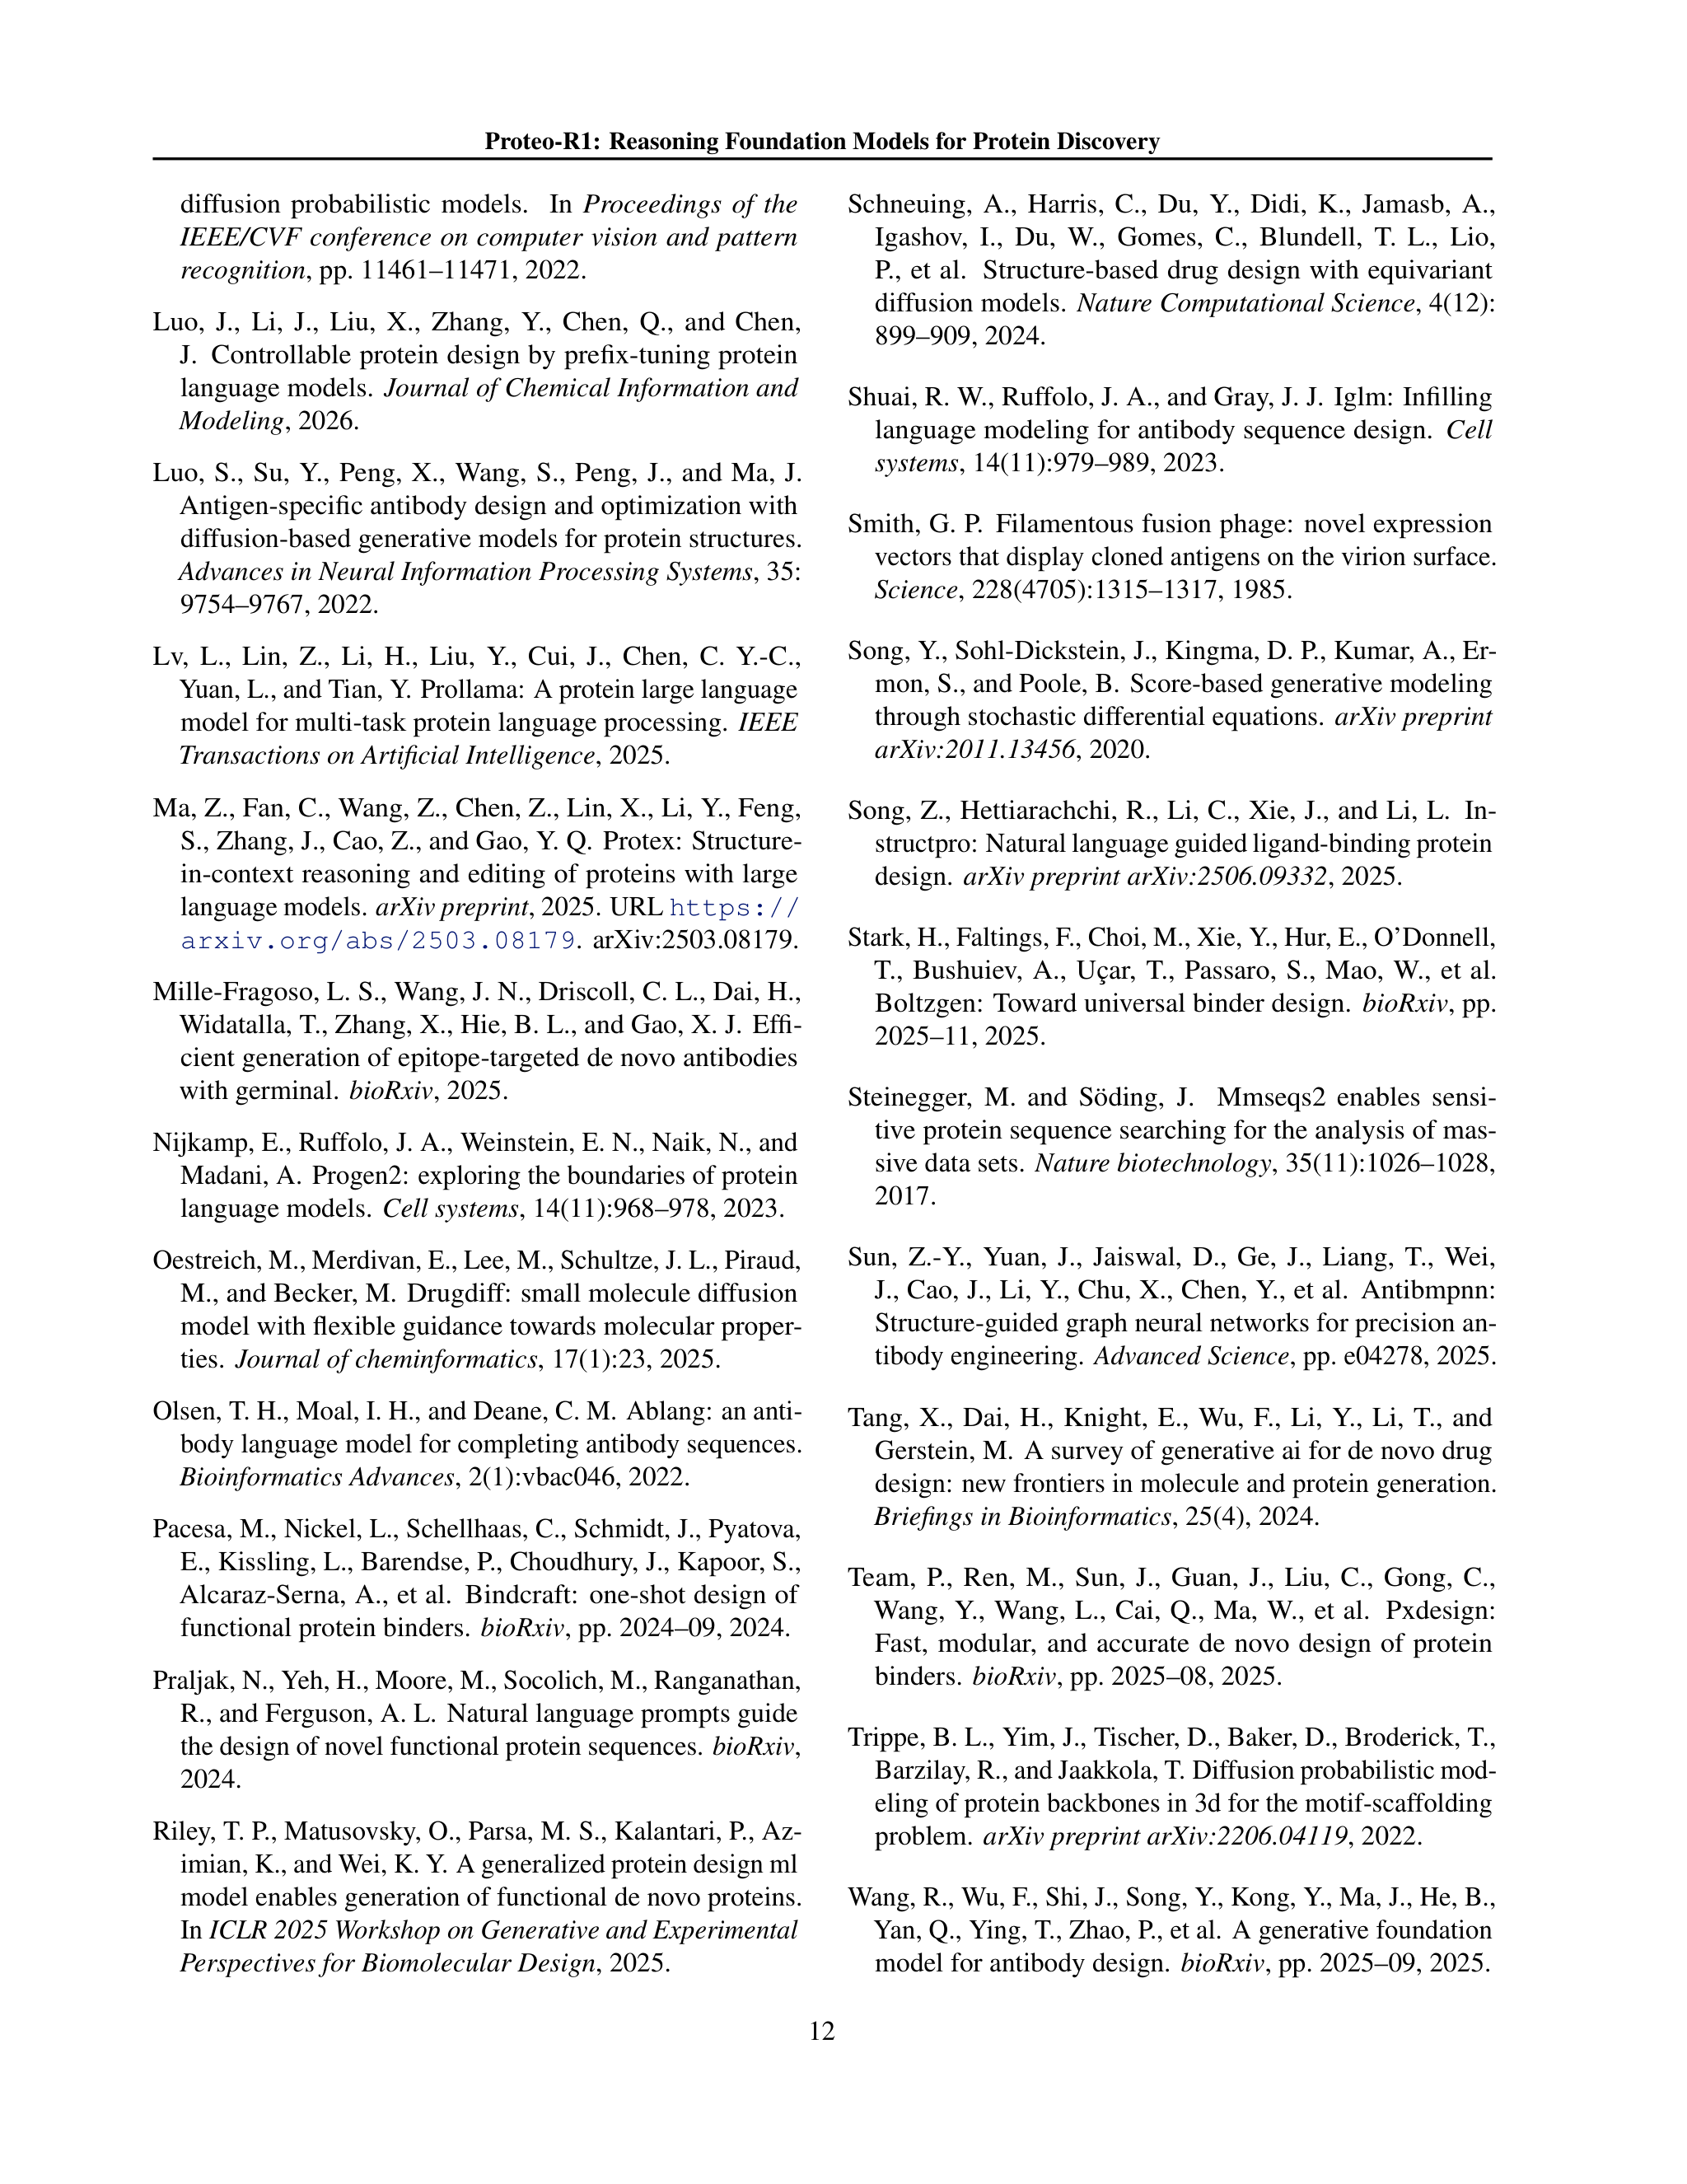 Proteo-R1: Reasoning Foundation Models for Protein Discovery
diffusion probabilistic models. In Proceedings of the
IEEE/CVF conference on computer vision and pattern
recognition, pp. 11461–11471, 2022.
Luo, J., Li, J., Liu, X., Zhang, Y., Chen, Q., and Chen,
J. Controllable protein design by prefix-tuning protein
language models. Journal of Chemical Information and
Modeling, 2026.
Luo, S., Su, Y., Peng, X., Wang, S., Peng, J., and Ma, J.
Antigen-specific antibody design and optimization with
diffusion-based generative models for protein structures.
Advances in Neural Information Processing Systems, 35:
9754–9767, 2022.
Lv, L., Lin, Z., Li, H., Liu, Y., Cui, J., Chen, C. Y.-C.,
Yuan, L., and Tian, Y. Prollama: A protein large language
model for multi-task protein language processing. IEEE
Transactions on Artificial Intelligence, 2025.
Ma, Z., Fan, C., Wang, Z., Chen, Z., Lin, X., Li, Y., Feng,
S., Zhang, J., Cao, Z., and Gao, Y. Q. Protex: Structure-
in-context reasoning and editing of proteins with large
language models. arXiv preprint, 2025. URL https://
arxiv.org/abs/2503.08179. arXiv:2503.08179.
Mille-Fragoso, L. S., Wang, J. N., Driscoll, C. L., Dai, H.,
Widatalla, T., Zhang, X., Hie, B. L., and Gao, X. J. Effi-
cient generation of epitope-targeted de novo antibodies
with germinal. bioRxiv, 2025.
Nijkamp, E., Ruffolo, J. A., Weinstein, E. N., Naik, N., and
Madani, A. Progen2: exploring the boundaries of protein
language models. Cell systems, 14(11):968–978, 2023.
Oestreich, M., Merdivan, E., Lee, M., Schultze, J. L., Piraud,
M., and Becker, M. Drugdiff: small molecule diffusion
model with flexible guidance towards molecular proper-
ties. Journal of cheminformatics, 17(1):23, 2025.
Olsen, T. H., Moal, I. H., and Deane, C. M. Ablang: an anti-
body language model for completing antibody sequences.
Bioinformatics Advances, 2(1):vbac046, 2022.
Pacesa, M., Nickel, L., Schellhaas, C., Schmidt, J., Pyatova,
E., Kissling, L., Barendse, P., Choudhury, J., Kapoor, S.,
Alcaraz-Serna, A., et al. Bindcraft: one-shot design of
functional protein binders. bioRxiv, pp. 2024–09, 2024.
Praljak, N., Yeh, H., Moore, M., Socolich, M., Ranganathan,
R., and Ferguson, A. L. Natural language prompts guide
the design of novel functional protein sequences. bioRxiv,
2024.
Riley, T. P., Matusovsky, O., Parsa, M. S., Kalantari, P., Az-
imian, K., and Wei, K. Y. A generalized protein design ml
model enables generation of functional de novo proteins.
In ICLR 2025 Workshop on Generative and Experimental
Perspectives for Biomolecular Design, 2025.
Schneuing, A., Harris, C., Du, Y., Didi, K., Jamasb, A.,
Igashov, I., Du, W., Gomes, C., Blundell, T. L., Lio,
P., et al. Structure-based drug design with equivariant
diffusion models. Nature Computational Science, 4(12):
899–909, 2024.
Shuai, R. W., Ruffolo, J. A., and Gray, J. J. Iglm: Infilling
language modeling for antibody sequence design. Cell
systems, 14(11):979–989, 2023.
Smith, G. P. Filamentous fusion phage: novel expression
vectors that display cloned antigens on the virion surface.
Science, 228(4705):1315–1317, 1985.
Song, Y., Sohl-Dickstein, J., Kingma, D. P., Kumar, A., Er-
mon, S., and Poole, B. Score-based generative modeling
through stochastic differential equations. arXiv preprint
arXiv:2011.13456, 2020.
Song, Z., Hettiarachchi, R., Li, C., Xie, J., and Li, L. In-
structpro: Natural language guided ligand-binding protein
design. arXiv preprint arXiv:2506.09332, 2025.
Stark, H., Faltings, F., Choi, M., Xie, Y., Hur, E., O’Donnell,
T., Bushuiev, A., Uçar, T., Passaro, S., Mao, W., et al.
Boltzgen: Toward universal binder design. bioRxiv, pp.
2025–11, 2025.
Steinegger, M. and Söding, J. Mmseqs2 enables sensi-
tive protein sequence searching for the analysis of mas-
sive data sets. Nature biotechnology, 35(11):1026–1028,
2017.
Sun, Z.-Y., Yuan, J., Jaiswal, D., Ge, J., Liang, T., Wei,
J., Cao, J., Li, Y., Chu, X., Chen, Y., et al. Antibmpnn:
Structure-guided graph neural networks for precision an-
tibody engineering. Advanced Science, pp. e04278, 2025.
Tang, X., Dai, H., Knight, E., Wu, F., Li, Y., Li, T., and
Gerstein, M. A survey of generative ai for de novo drug
design: new frontiers in molecule and protein generation.
Briefings in Bioinformatics, 25(4), 2024.
Team, P., Ren, M., Sun, J., Guan, J., Liu, C., Gong, C.,
Wang, Y., Wang, L., Cai, Q., Ma, W., et al. Pxdesign:
Fast, modular, and accurate de novo design of protein
binders. bioRxiv, pp. 2025–08, 2025.
Trippe, B. L., Yim, J., Tischer, D., Baker, D., Broderick, T.,
Barzilay, R., and Jaakkola, T. Diffusion probabilistic mod-
eling of protein backbones in 3d for the motif-scaffolding
problem. arXiv preprint arXiv:2206.04119, 2022.
Wang, R., Wu, F., Shi, J., Song, Y., Kong, Y., Ma, J., He, B.,
Yan, Q., Ying, T., Zhao, P., et al. A generative foundation
model for antibody design. bioRxiv, pp. 2025–09, 2025.
12